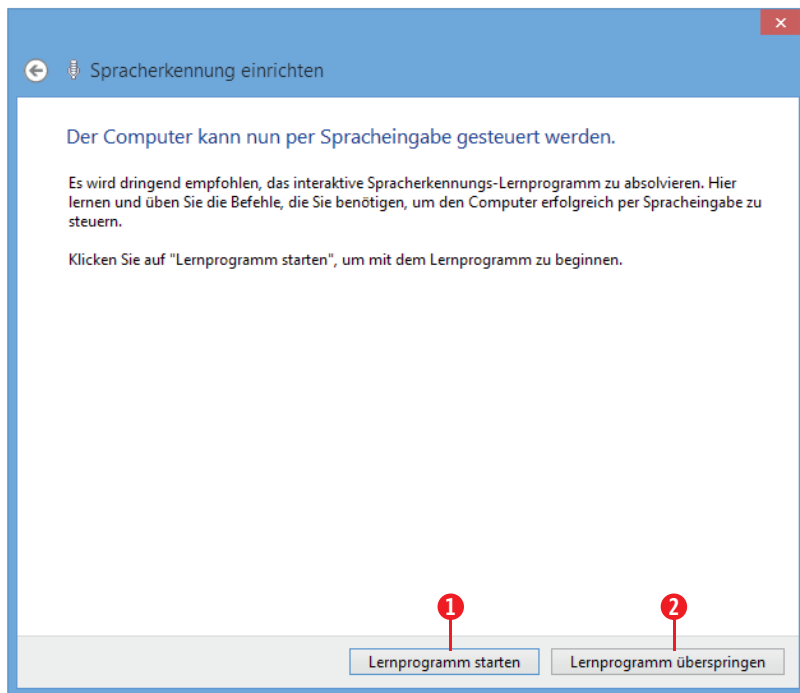 Spracherkennung einrichten
Der Computer kann nun per Spracheingabe gesteuert werden.
Es wird dringend empfohlen, das interaktive Spracherkennungs-Lernprogramm zu absolvieren. Hier
lernen und üben Sie die Befehle, die Sie benötigen, um den Computer erfolgreich per Spracheingabe zu
steuern.
Klicken Sie auf "Lernprogramm starten", um mit dem Lernprogramm zu beginnen.
1 2
Lernprogramm starten Lernprogramm überspringen